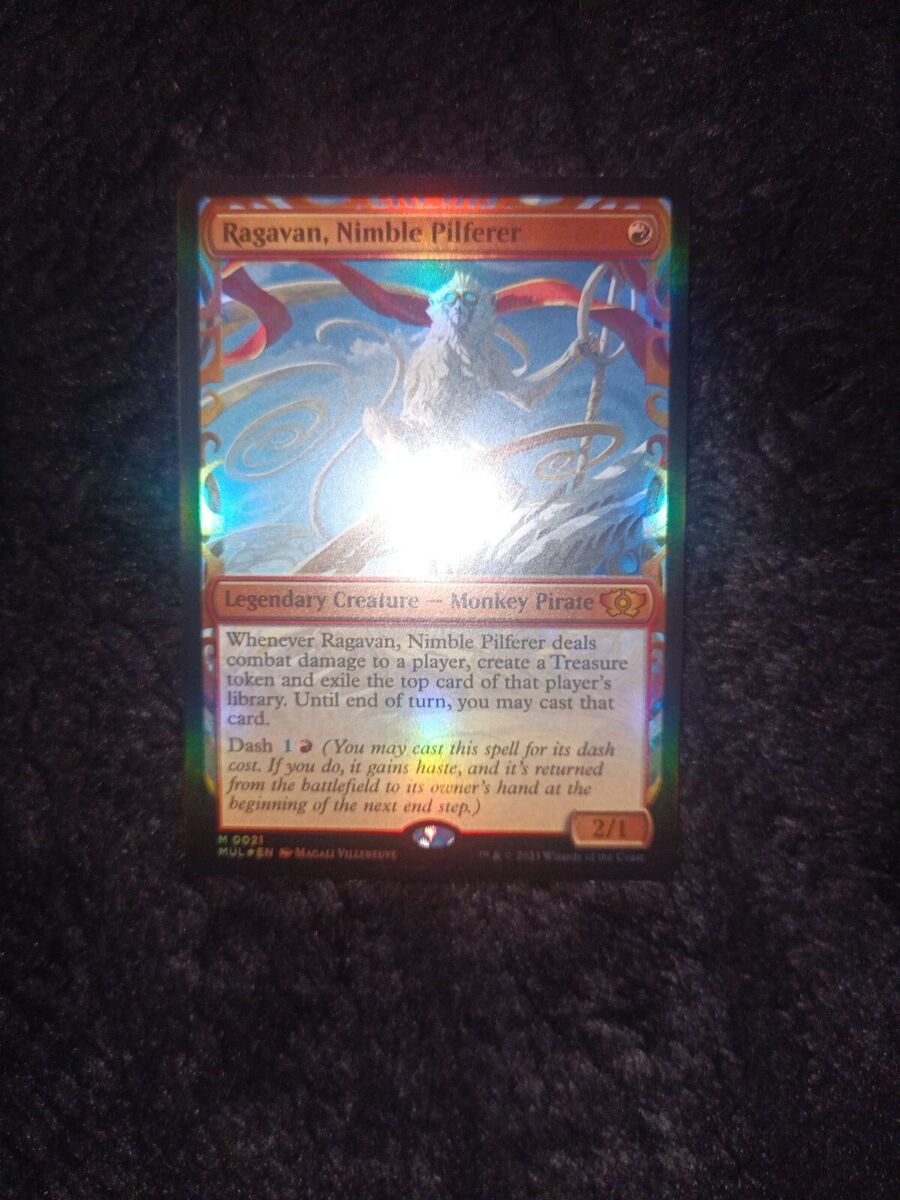 Ragavan, Nimble Pilferer
Legendary Creature — Monkey Pirate
Whenever Ragavan, Nimble Pilferer deals
combat damage to a player, create a Treasure
token and exile the top card of that player's
library. Until end of turn, you may cast that
card.
Dash 1 (You may cast this spell for its dash
cost. If you do, it gains haste, and it's returned
from the battlefield to its owner's hand at the
beginning of the next end step.)
2/1
M 0021
MUL★EN Magali Villeneuve
™ & © 2023 Wizards of the Coast